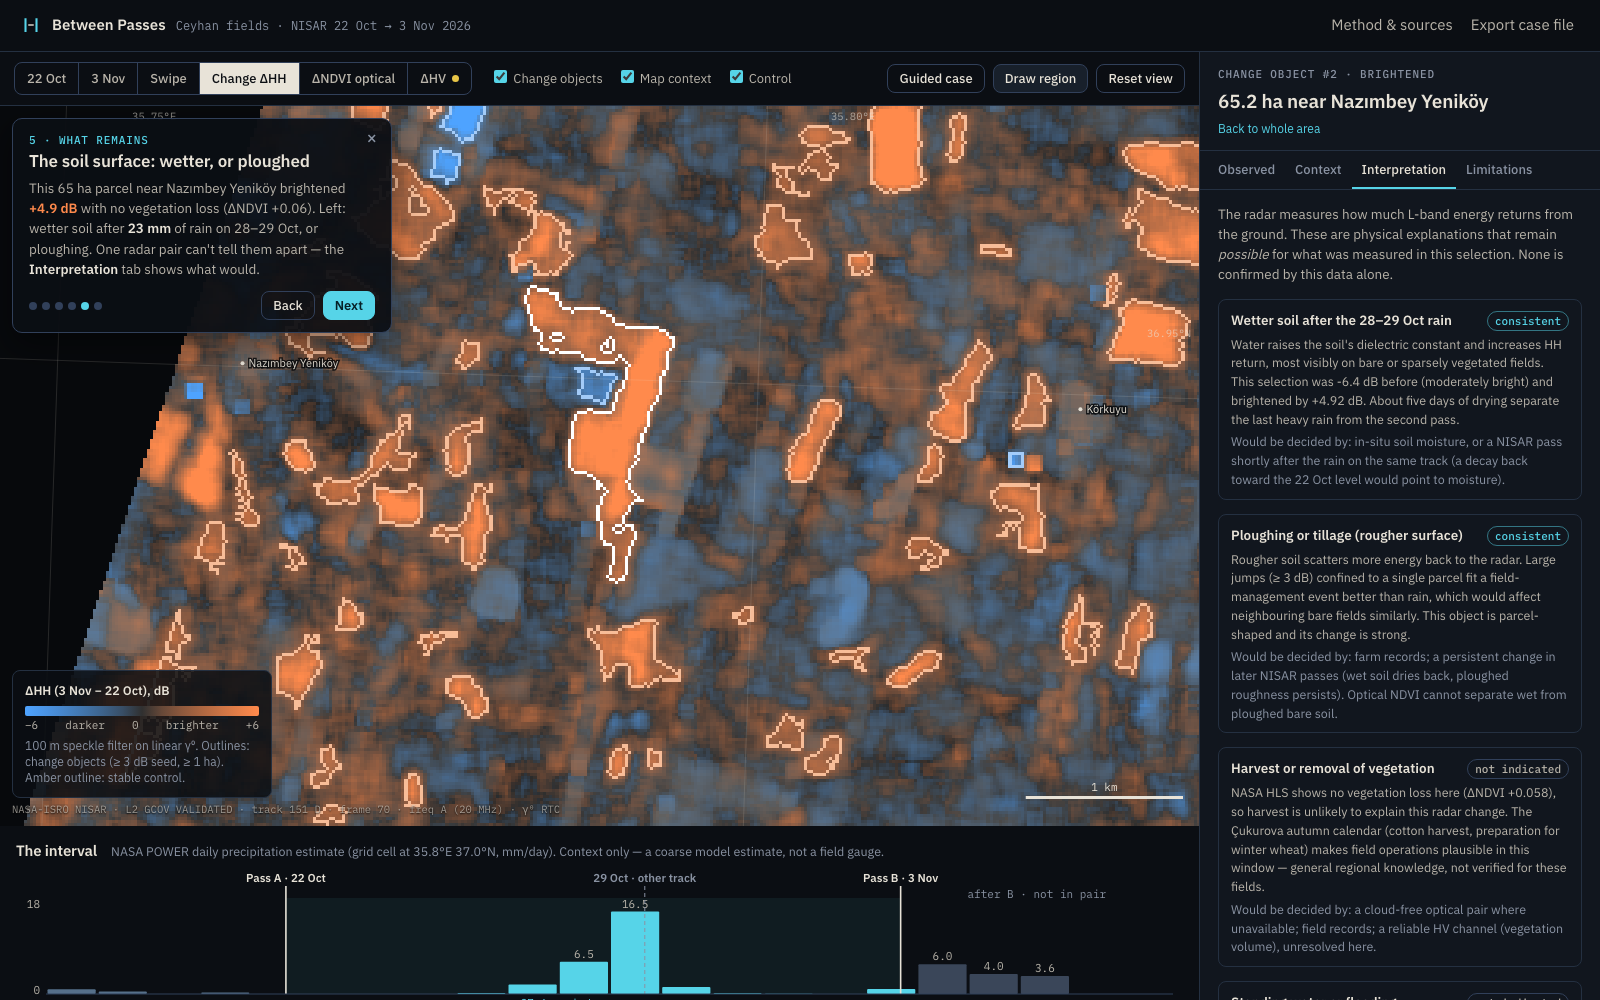 Between Passes Ceyhan fields · NISAR 22 Oct → 3 Nov 2026
Method & sources Export case file
22 Oct 3 Nov Swipe Change ΔHH ΔNDVI optical ΔHV
Change objects Map context Control
Guided case Draw region Reset view
35.75°E
35.80°
36.95°N
5 · WHAT REMAINS
×
The soil surface: wetter, or ploughed
This 65 ha parcel near Nazımbey Yeniköy brightened
+4.9 dB with no vegetation loss (ΔNDVI +0.06). Left:
wetter soil after 23 mm of rain on 28–29 Oct, or
ploughing. One radar pair can't tell them apart — the
Interpretation tab shows what would.
Back Next
Nazımbey Yeniköy
Körkuyu
ΔHH (3 Nov – 22 Oct), dB
−6 darker 0 brighter +6
100 m speckle filter on linear γ°. Outlines:
change objects (≥ 3 dB seed, ≥ 1 ha).
Amber outline: stable control.
1 km
NASA-ISRO NISAR · L2 GCOV VALIDATED · track 151 frame 70 · freq A (20 MHz) · γ° RTC
The interval NASA POWER daily precipitation estimate (grid cell at 35.8°E 37.0°N, mm/day). Context only — a coarse model estimate, not a field gauge.
Pass A · 22 Oct 29 Oct · other track Pass B · 3 Nov
after B · not in pair
18
16.5
6.5
6.0
4.0
3.6
0
CHANGE OBJECT #2 · BRIGHTENED
65.2 ha near Nazımbey Yeniköy
Back to whole area
Observed Context Interpretation Limitations
The radar measures how much L-band energy returns from
the ground. These are physical explanations that remain
possible for what was measured in this selection. None is
confirmed by this data alone.
Wetter soil after the 28–29 Oct rain consistent
Water raises the soil's dielectric constant and increases HH
return, most visibly on bare or sparsely vegetated fields.
This selection was -6.4 dB before (moderately bright) and
brightened by +4.92 dB. About five days of drying separate
the last heavy rain from the second pass.
Would be decided by: in-situ soil moisture, or a NISAR pass
shortly after the rain on the same track (a decay back
toward the 22 Oct level would point to moisture).
Ploughing or tillage (rougher surface) consistent
Rougher soil scatters more energy back to the radar. Large
jumps (≥ 3 dB) confined to a single parcel fit a field-
management event better than rain, which would affect
neighbouring bare fields similarly. This object is parcel-
shaped and its change is strong.
Would be decided by: farm records; a persistent change in
later NISAR passes (wet soil dries back, ploughed
roughness persists). Optical NDVI cannot separate wet from
ploughed bare soil.
Harvest or removal of vegetation not indicated
NASA HLS shows no vegetation loss here (ΔNDVI +0.058),
so harvest is unlikely to explain this radar change. The
Çukurova autumn calendar (cotton harvest, preparation for
winter wheat) makes field operations plausible in this
window — general regional knowledge, not verified for these
fields.
Would be decided by: a cloud-free optical pair where
unavailable; field records; a reliable HV channel (vegetation
volume), unresolved here.